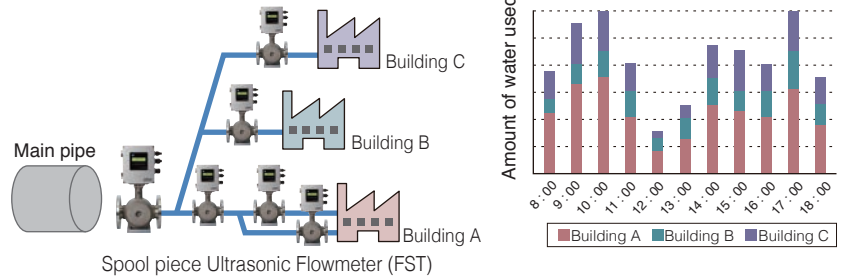 Building C
Building B
Main pipe
Building A
Spool piece Ultrasonic Flowmeter (FST)
Amount of water used
8:00
9:00
10:00
11:00
12:00
13:00
14:00
15:00
16:00
17:00
18:00
Building A Building B Building C